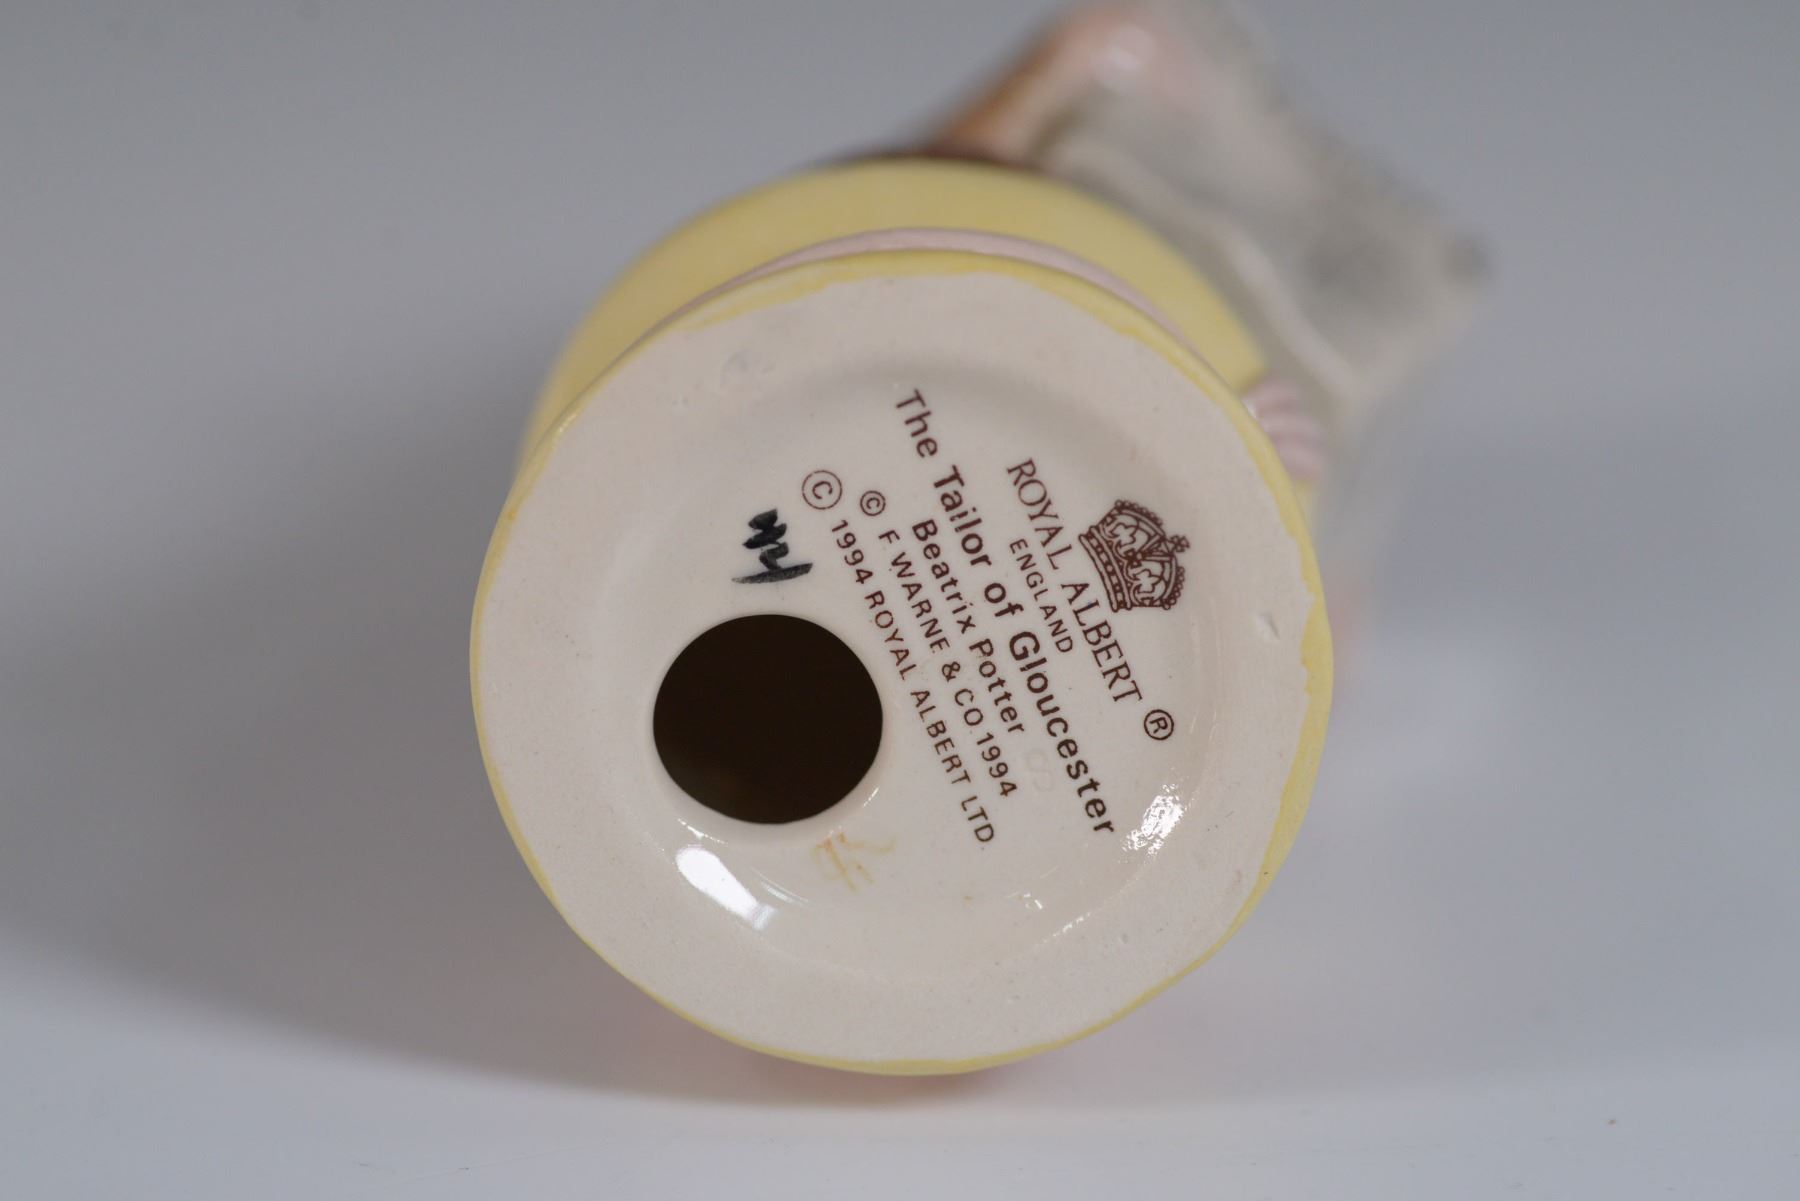 ROYAL ALBERT ®
ENGLAND
The Tailor of Gloucester
Beatrix Potter
© F. WARNE & CO. 1994
© 1994 ROYAL ALBERT LTD